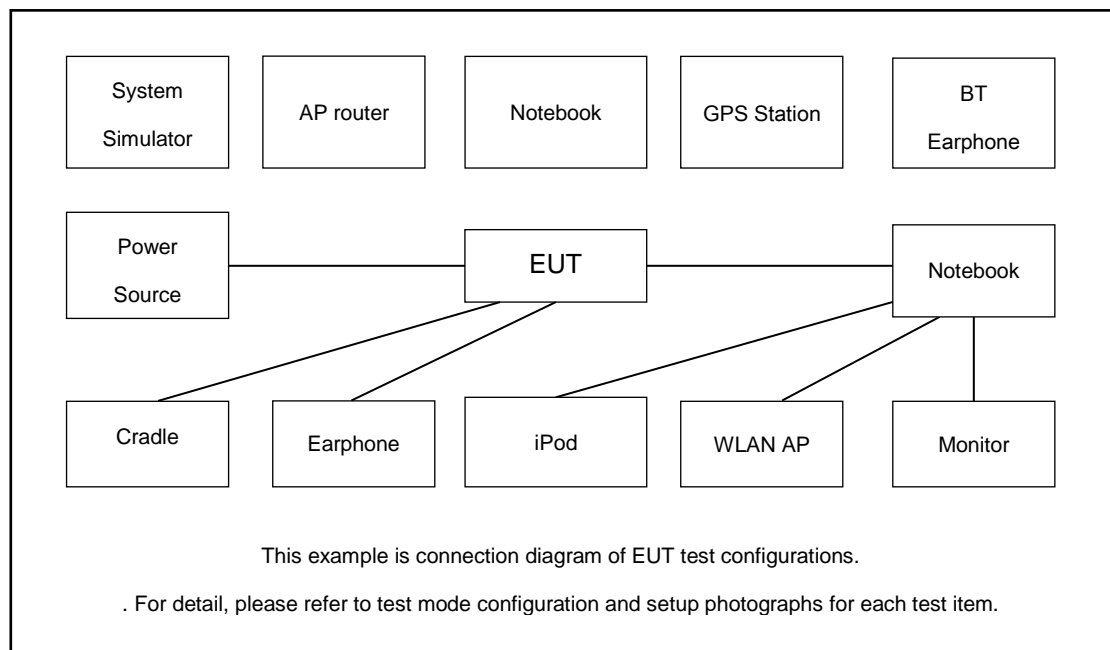 System
Simulator
AP router
Notebook
GPS Station
BT
Earphone
Power
Source
EUT
Notebook
Cradle
Earphone
iPod
WLAN AP
Monitor
This example is connection diagram of EUT test configurations.
. For detail, please refer to test mode configuration and setup photographs for each test item.